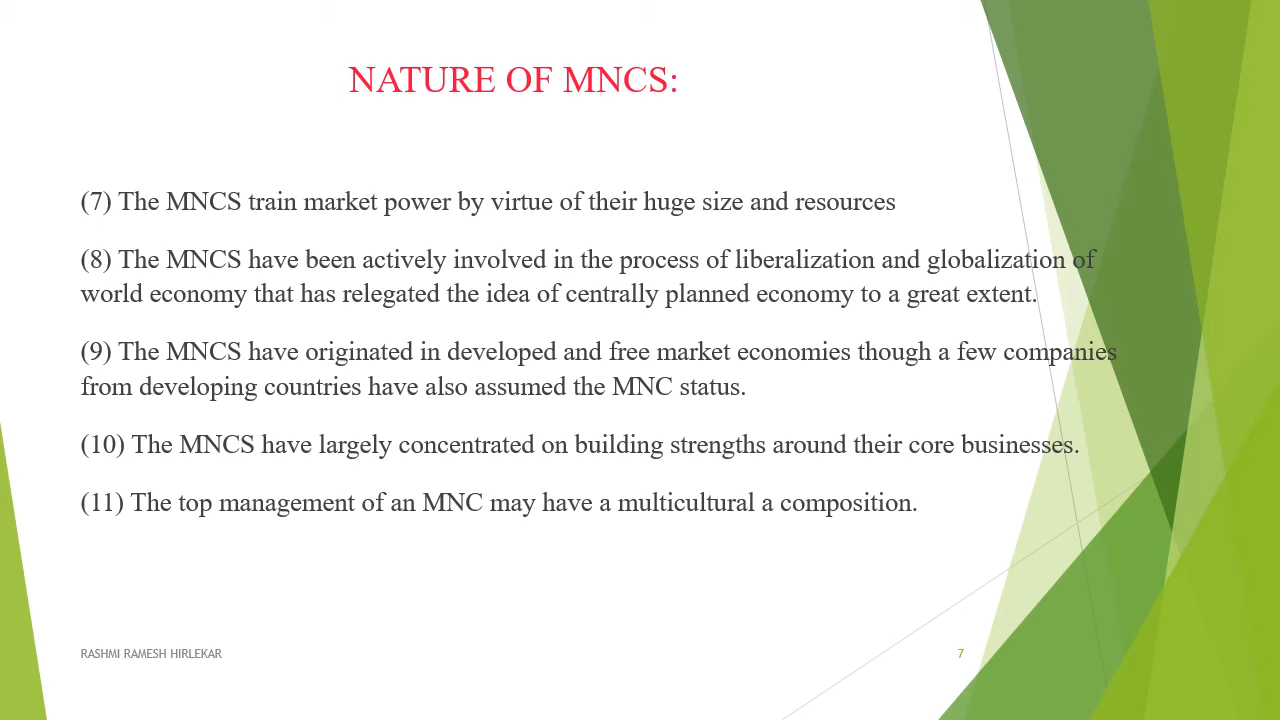 NATURE OF MNCS:
(7) The MNCS train market power by virtue of their huge size and resources
(8) The MNCS have been actively involved in the process of liberalization and globalization of
world economy that has relegated the idea of centrally planned economy to a great extent.
(9) The MNCS have originated in developed and free market economies though a few companies
from developing countries have also assumed the MNC status.
(10) The MNCS have largely concentrated on building strengths around their core businesses.
(11) The top management of an MNC may have a multicultural a composition.
RASHMI RAMESH HIRLEKAR
7